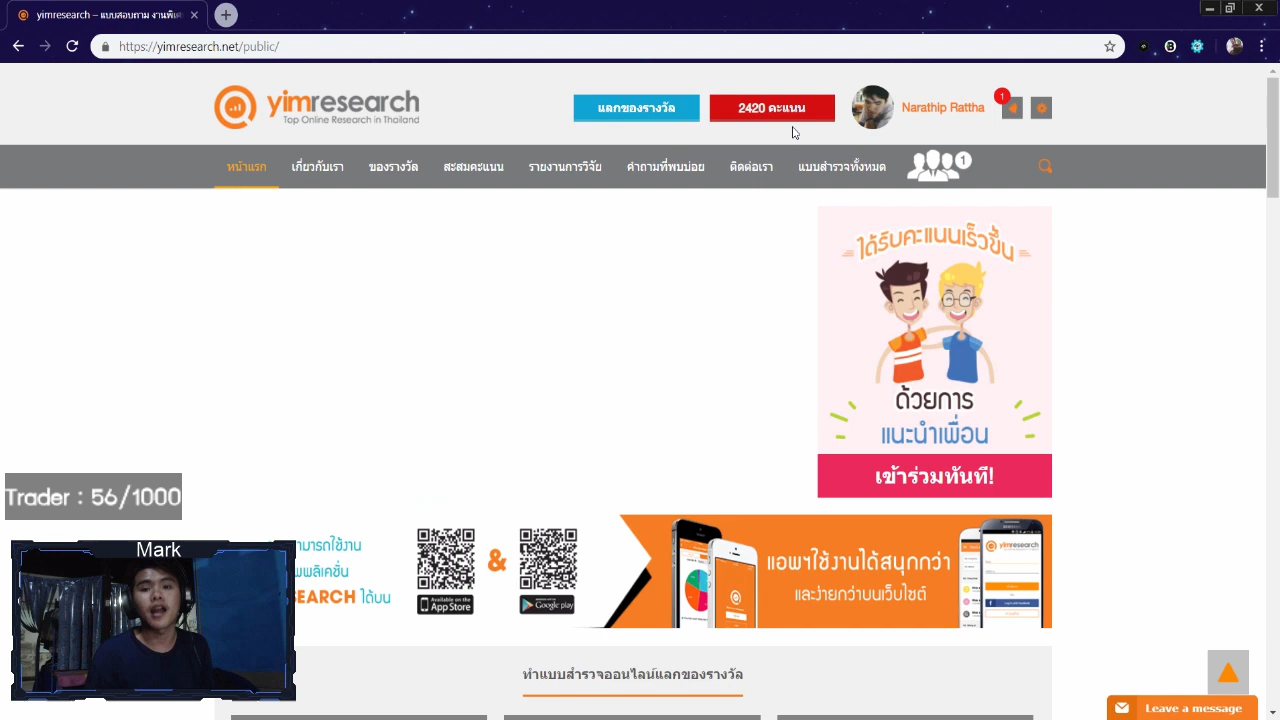 yimresearch – แบบสอบถาม งานพิเศ
https://yimresearch.net/public/
yimresearch
Top Online Research in Thailand
แลกของรางวัล
2420 คะแนน
Narathip Rattha
1
หน้าแรก
เกี่ยวกับเรา
ของรางวัล
สะสมคะแนน
รายงานการวิจัย
คำถามที่พบบ่อย
ติดต่อเรา
แบบสำรวจทั้งหมด
1
ได้รับคะแนนเร็วขึ้น
ด้วยการ
แนะนำเพื่อน
เข้าร่วมทันที!
Trader : 56/1000
Mark
ามารถใช้งาน
พพลิเคชั่น
SEARCH ได้บน
Available on the
App Store
&
Google play
แอพฯใช้งานได้สนุกกว่า
และง่ายกว่าบนเว็บไซต์
yimresearch
ทำแบบสำรวจออนไลน์แลกของรางวัล
Leave a message